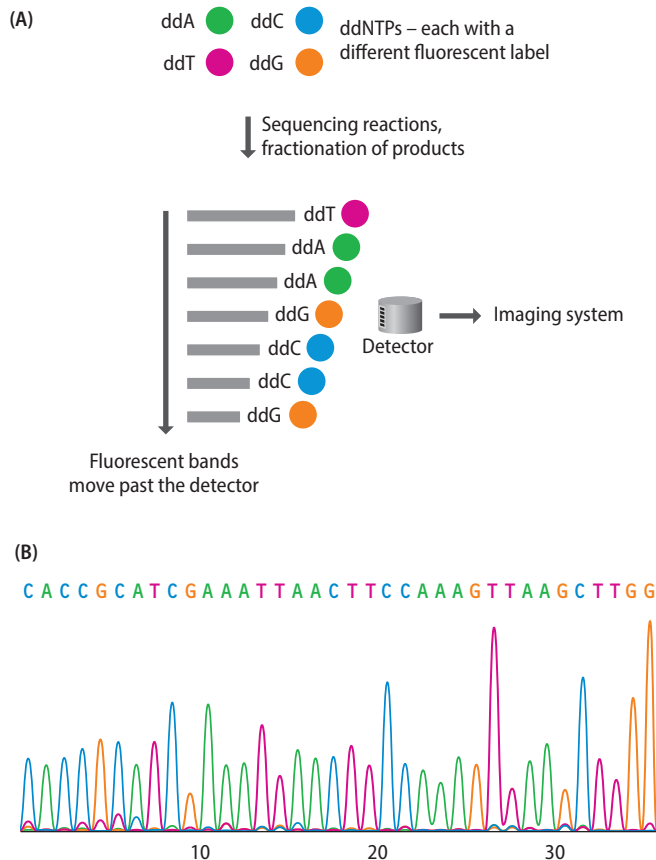 (A)
ddA ddC ddNTPs – each with a
ddT ddG different fluorescent label
Sequencing reactions,
fractionation of products
ddT
ddA
ddA
ddG
ddC
ddC
ddG
Detector
Imaging system
Fluorescent bands
move past the detector
(B)
C A C C G C A T C G A A A T T A A C T T C C A A A G T T A A G C T T G G
10 20 30